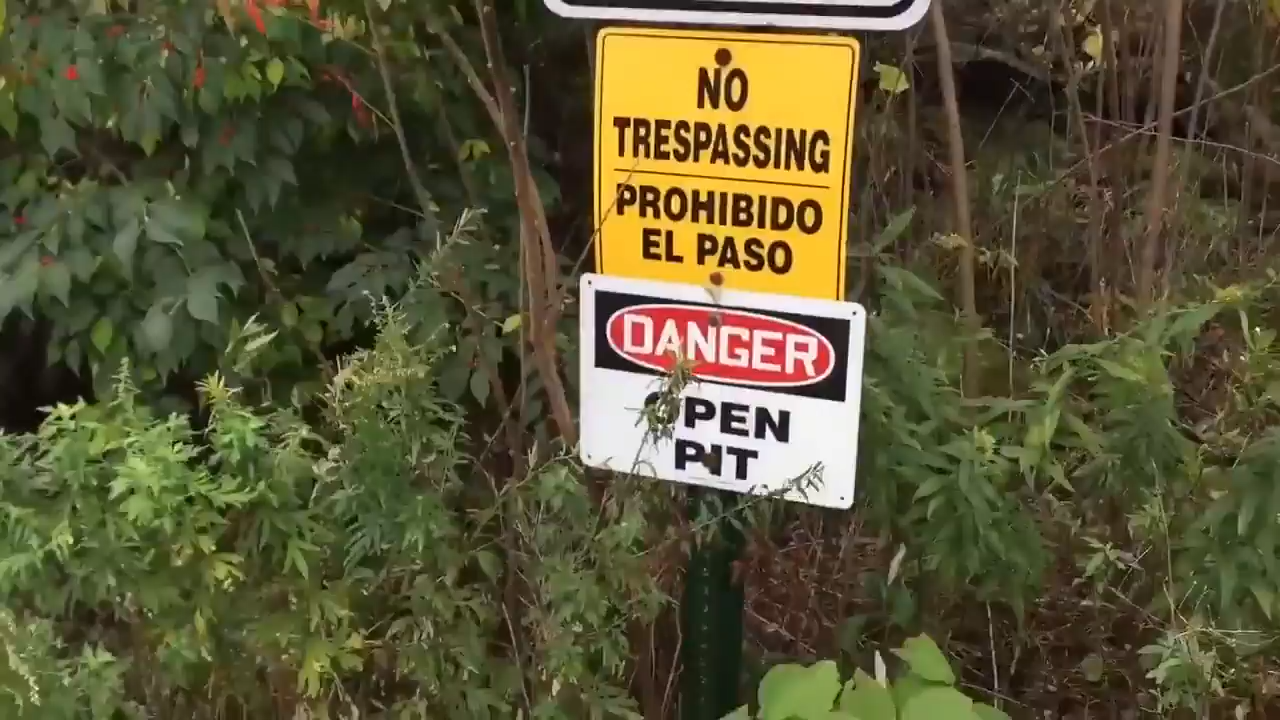 NO
TRESPASSING
PROHIBIDO
EL PASO
DANGER
OPEN
PIT